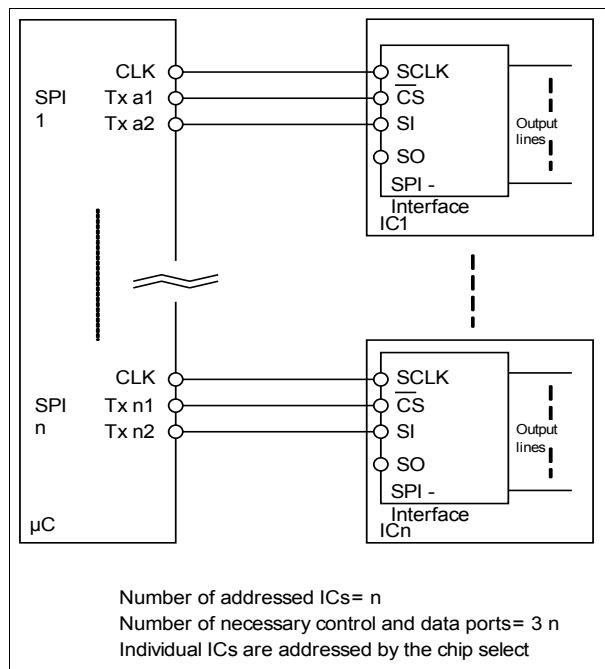 CLK
SPI
1
Tx a1
Tx a2
SCLK
CS
SI
SO
SPI -
Interface
IC1
Output
lines
CLK
SPI
n
Tx n1
Tx n2
µC
SCLK
CS
SI
SO
SPI -
Interface
ICn
Output
lines
Number of addressed ICs= n
Number of necessary control and data ports= 3 n
Individual ICs are addressed by the chip select